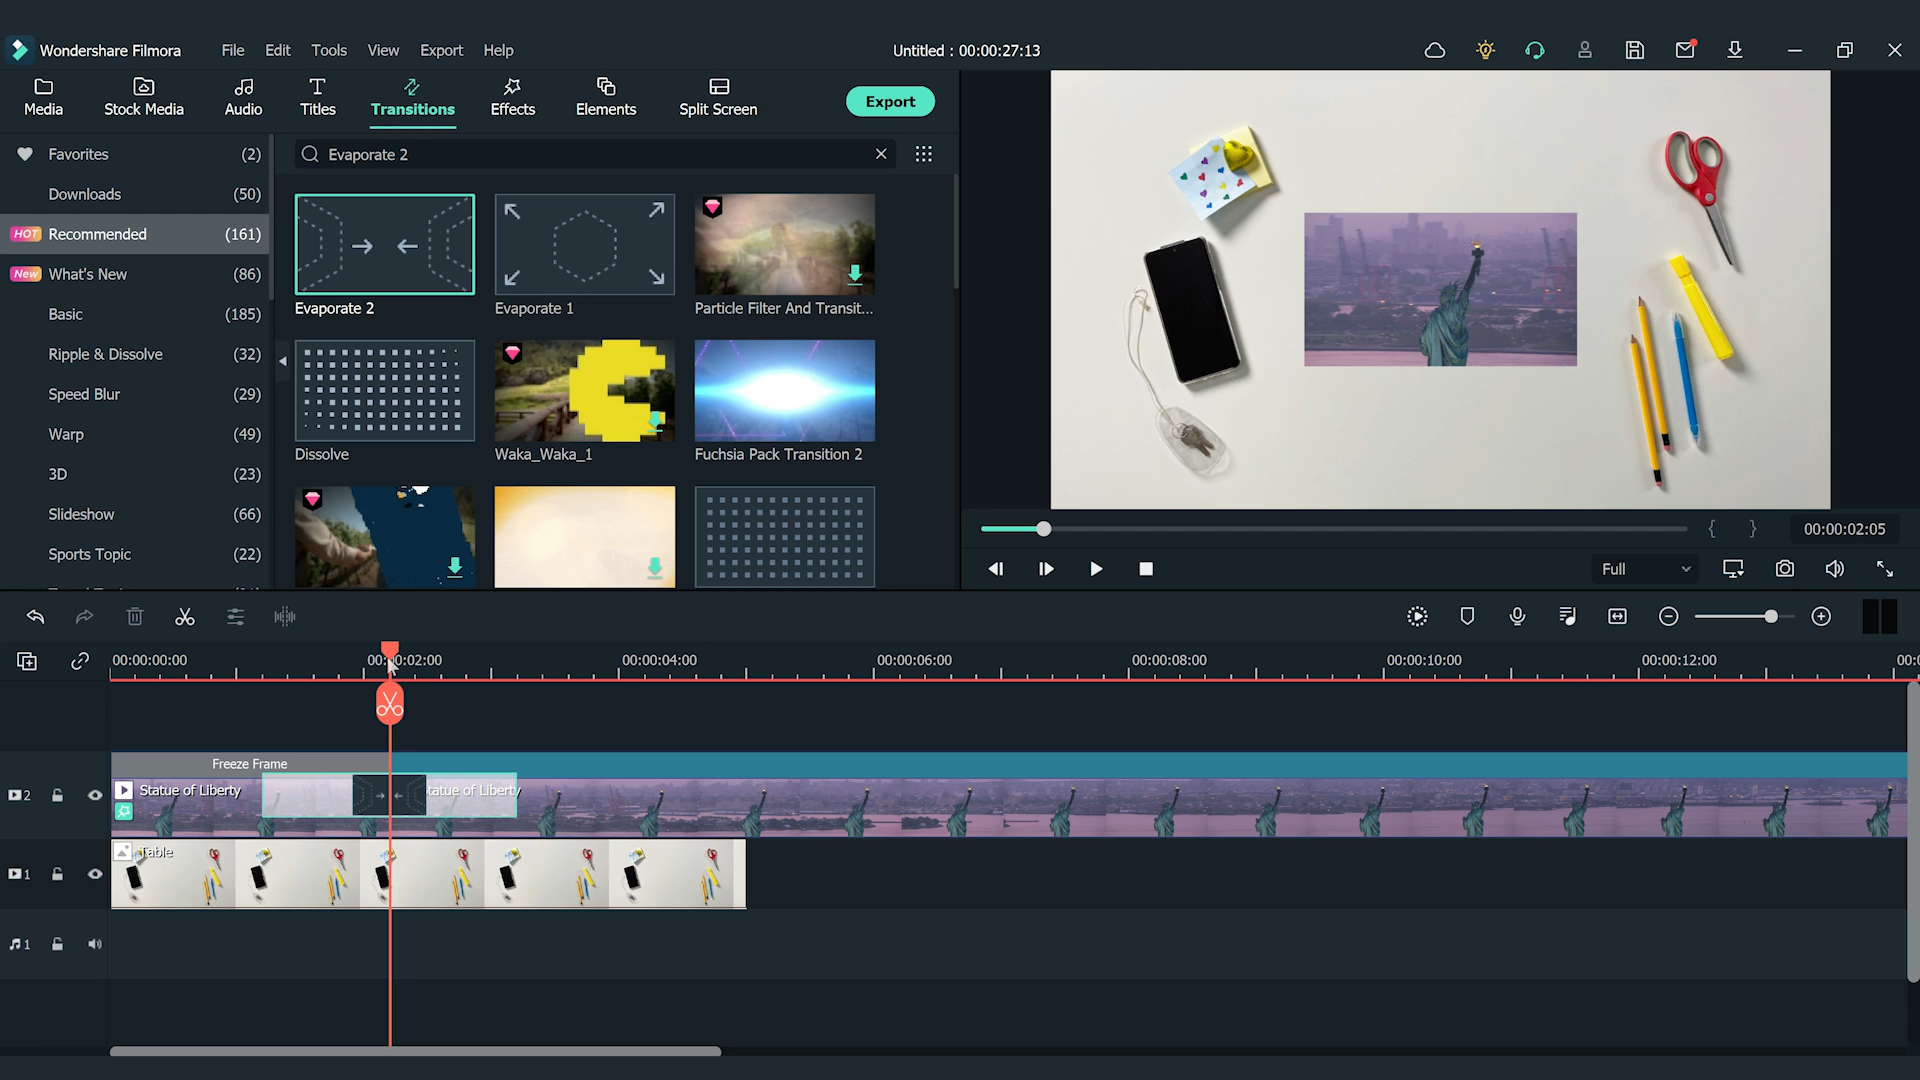 Wondershare Filmora
File
Edit
Tools
View
Export
Help
Untitled : 00:00:27:13
Media
Stock Media
Audio
Titles
Transitions
Effects
Elements
Split Screen
Export
Favorites (2)
Downloads (50)
HOT Recommended (161)
New What's New (86)
Basic (185)
Ripple & Dissolve (32)
Speed Blur (29)
Warp (49)
3D (23)
Slideshow (66)
Sports Topic (22)
Evaporate 2
Evaporate 2
Evaporate 1
Particle Filter And Transit...
Dissolve
Waka_Waka_1
Fuchsia Pack Transition 2
{ }
00:00:02:05
Full
00:00:00:00
00:00:02:00
00:00:04:00
00:00:06:00
00:00:08:00
00:00:10:00
00:00:12:00
00:0
Freeze Frame
2
Statue of Liberty
tatue of Liberty
1
Table
1